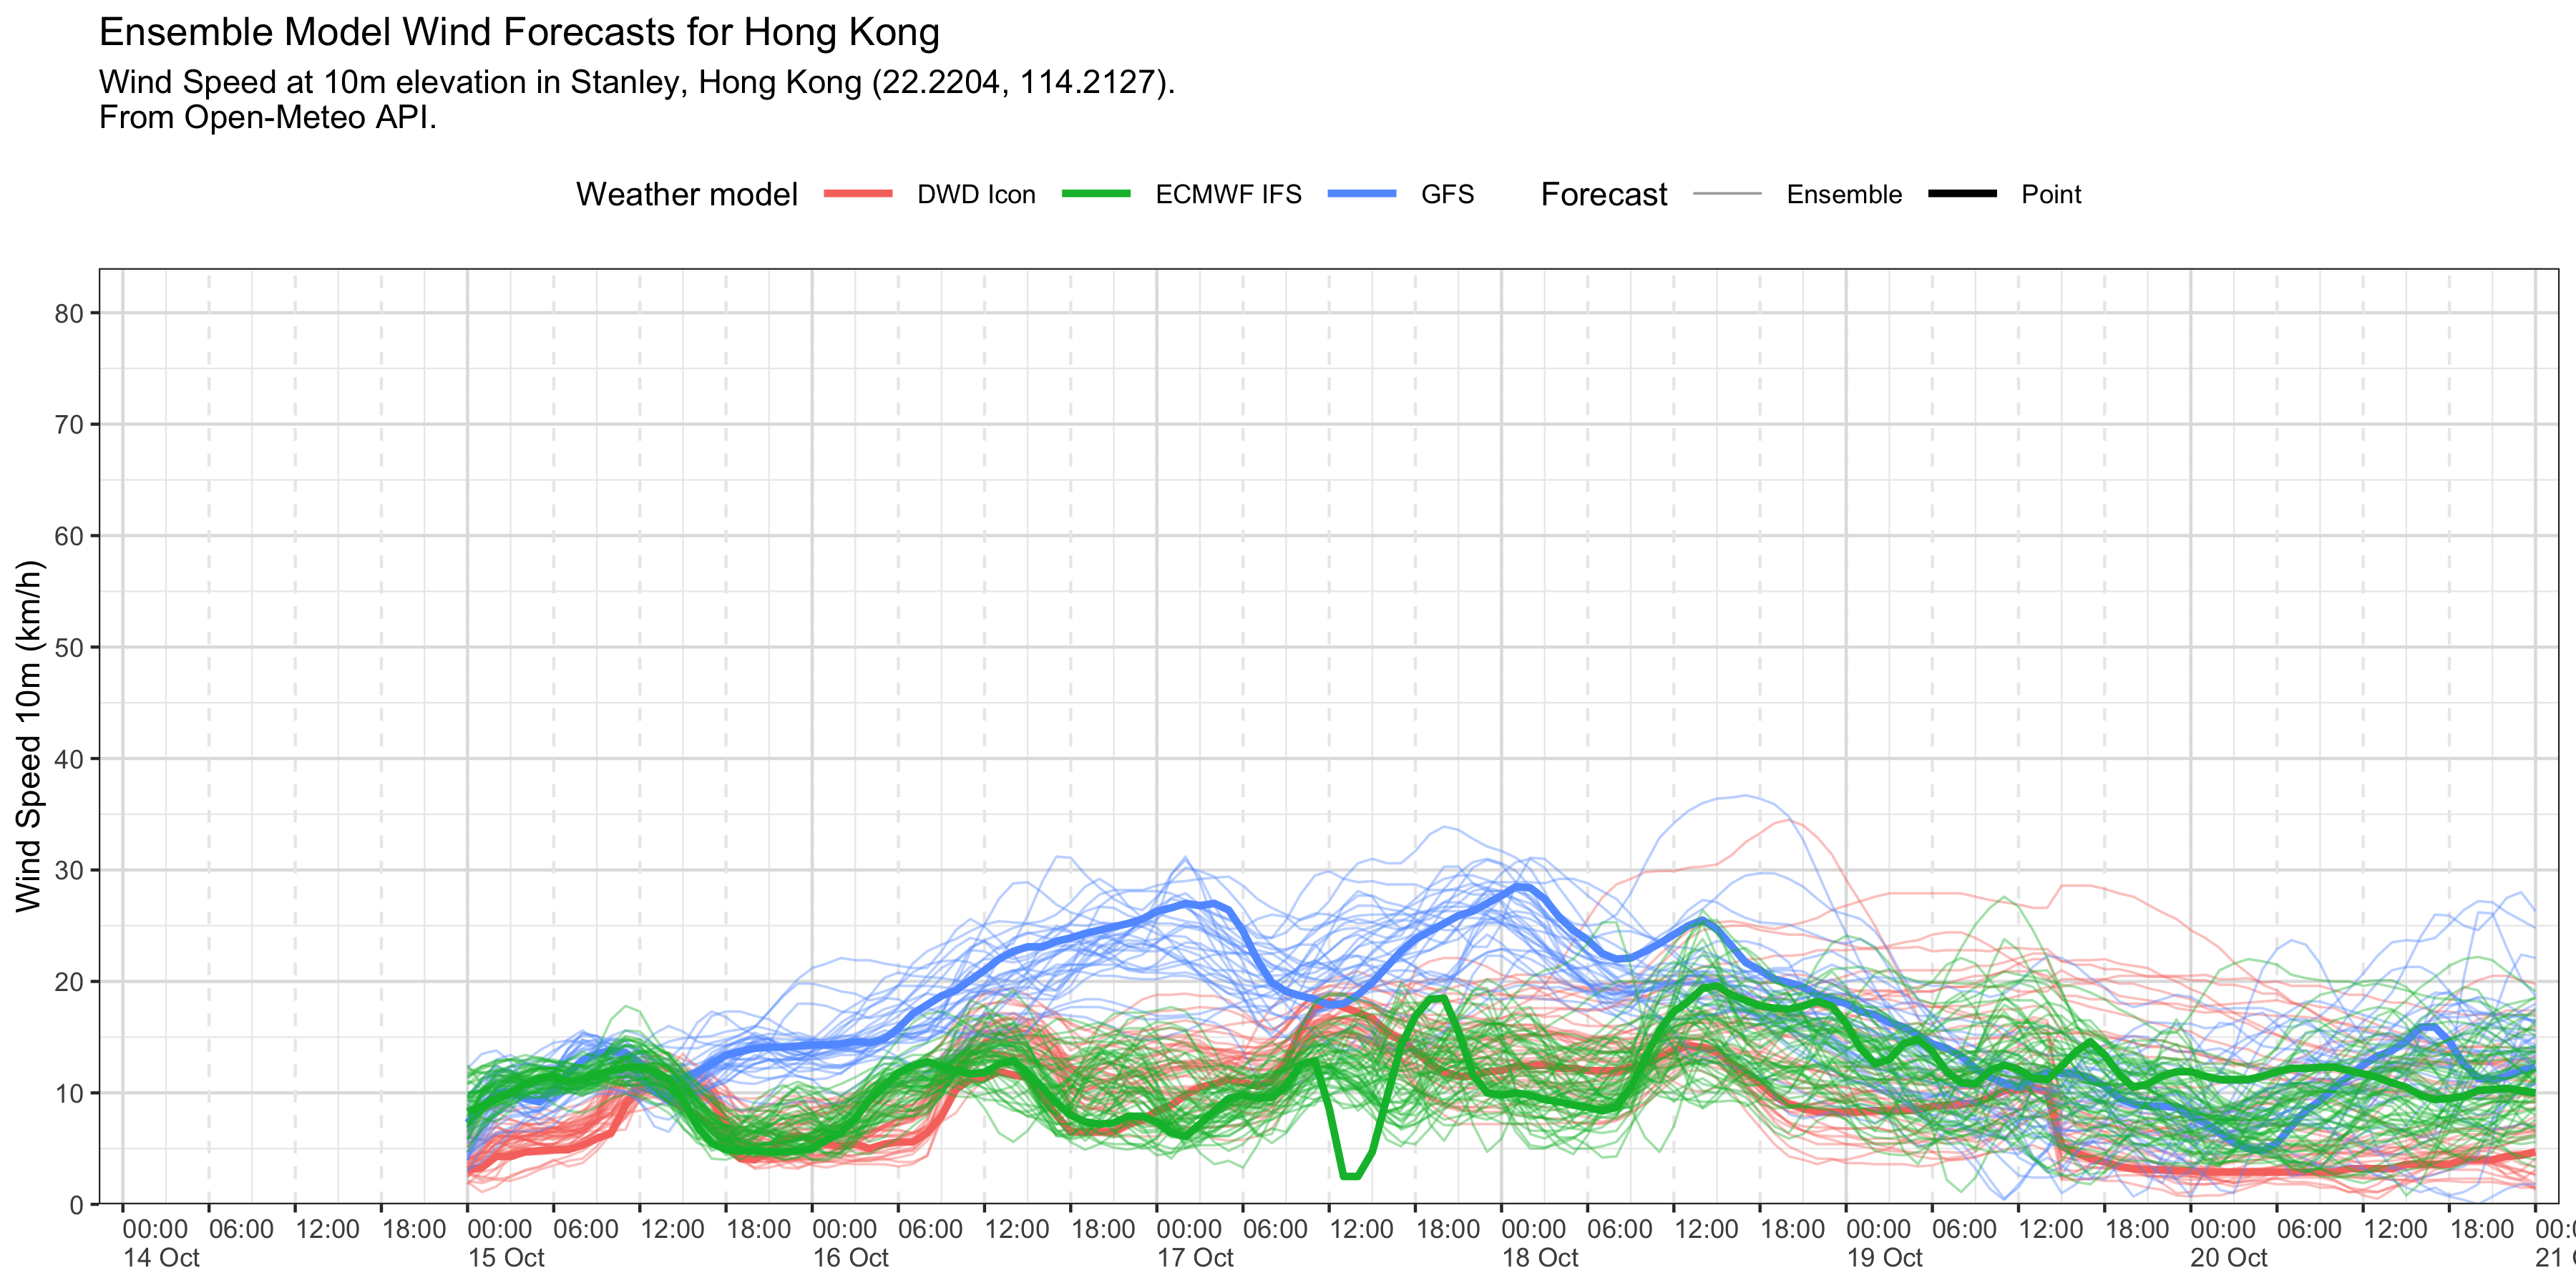 Ensemble Model Wind Forecasts for Hong Kong
Wind Speed at 10m elevation in Stanley, Hong Kong (22.2204, 114.2127).
From Open-Meteo API.
Weather model DWD Icon ECMWF IFS GFS Forecast Ensemble Point
Wind Speed 10m (km/h)
80
70
60
50
40
30
20
10
0
00:00 06:00 12:00 18:00 00:00 06:00 12:00 18:00 00:00 06:00 12:00 18:00 00:00 06:00 12:00 18:00 00:00 06:00 12:00 18:00 00:00 06:00 12:00 18:00 00:00 06:00 12:00 18:00 00:0
14 Oct 15 Oct 16 Oct 17 Oct 18 Oct 19 Oct 20 Oct 21